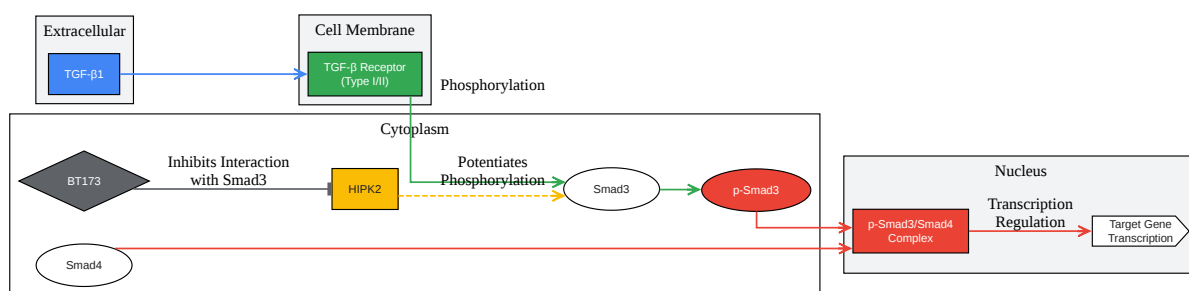 Extracellular
TGF-β1
Cell Membrane
TGF-β Receptor
(Type I/II)
Phosphorylation
Cytoplasm
BT173
Inhibits Interaction
with Smad3
HIPK2
Potentiates
Phosphorylation
Smad3
p-Smad3
Smad4
Nucleus
p-Smad3/Smad4
Complex
Transcription
Regulation
Target Gene
Transcription